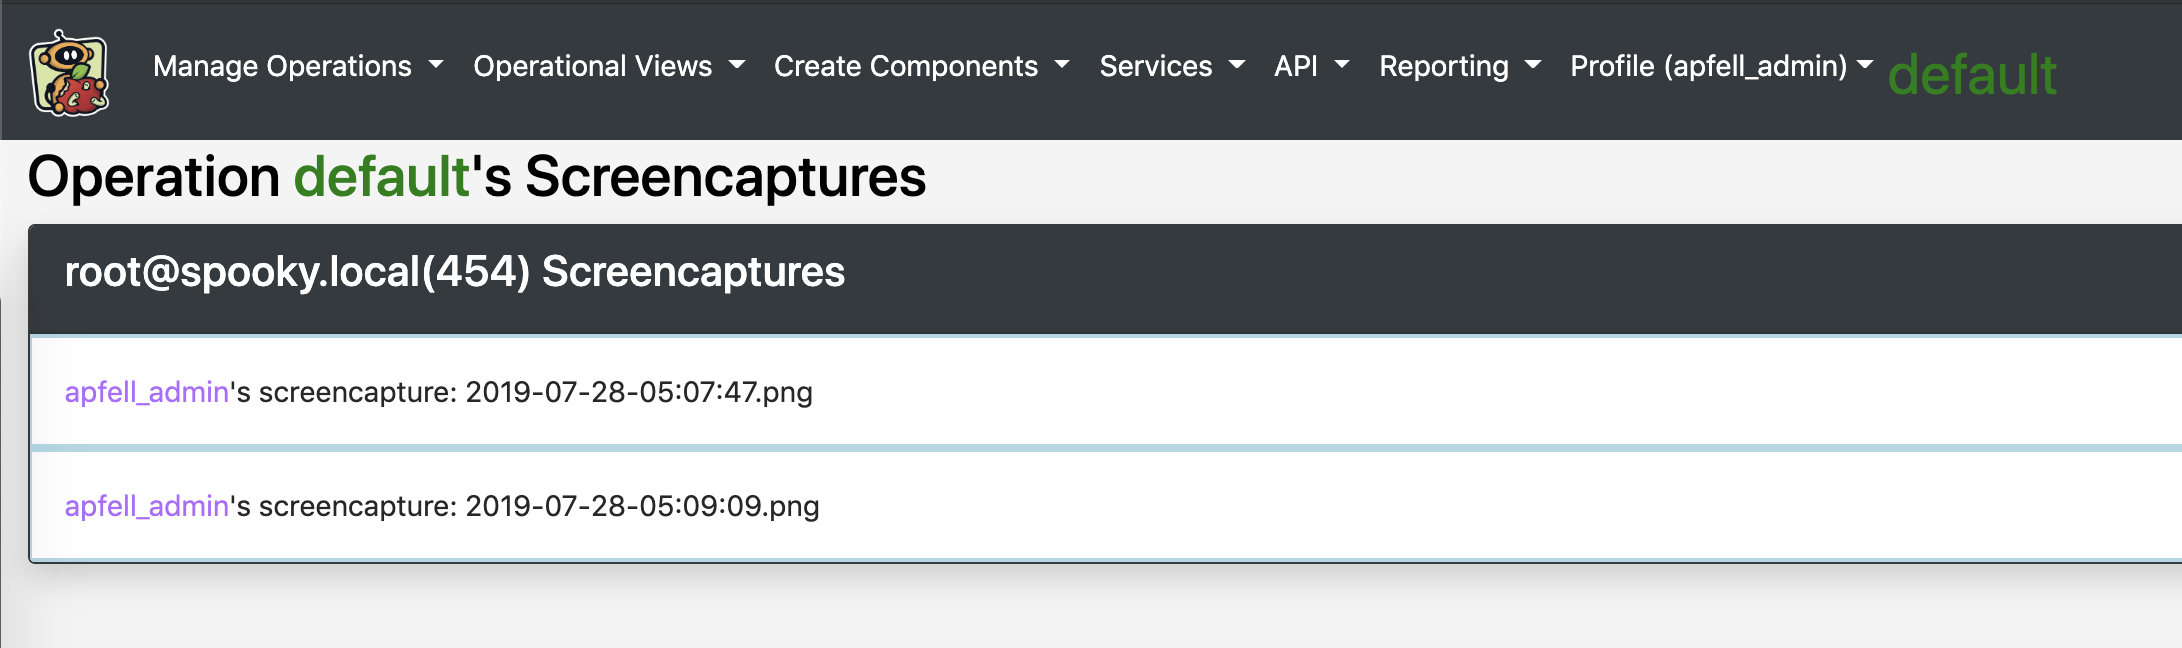 Manage Operations Operational Views Create Components Services API Reporting Profile (apfell_admin) default
Operation default's Screencaptures
root@spooky.local(454) Screencaptures
apfell_admin's screencapture: 2019-07-28-05:07:47.png
apfell_admin's screencapture: 2019-07-28-05:09:09.png